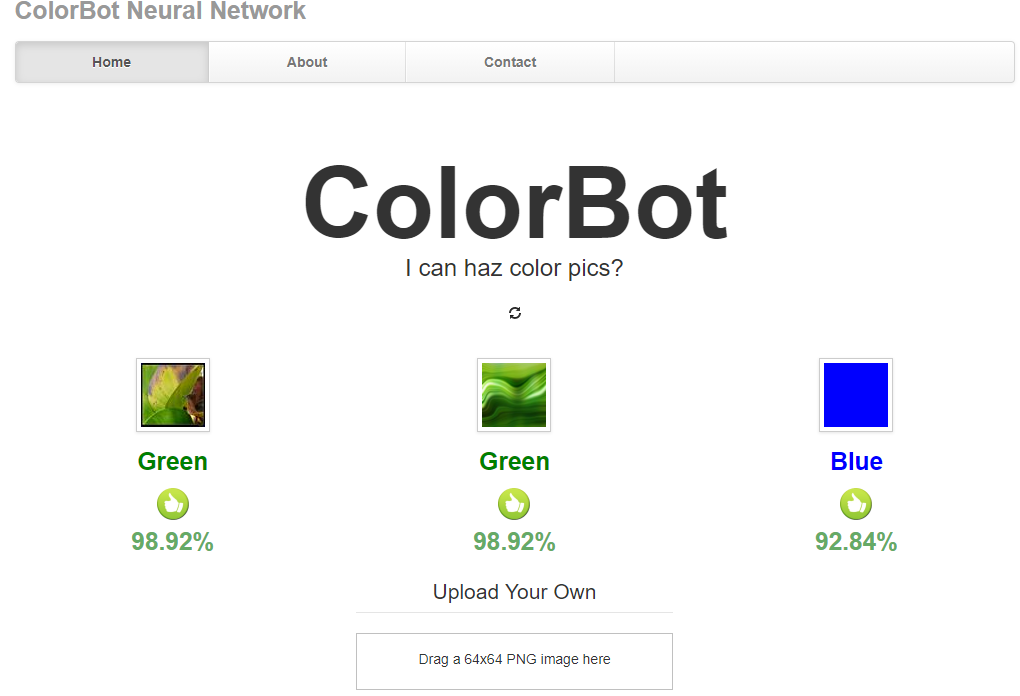 ColorBot Neural Network
Home About Contact
ColorBot
I can haz color pics?
Green Green Blue
98.92% 98.92% 92.84%
Upload Your Own
Drag a 64x64 PNG image here